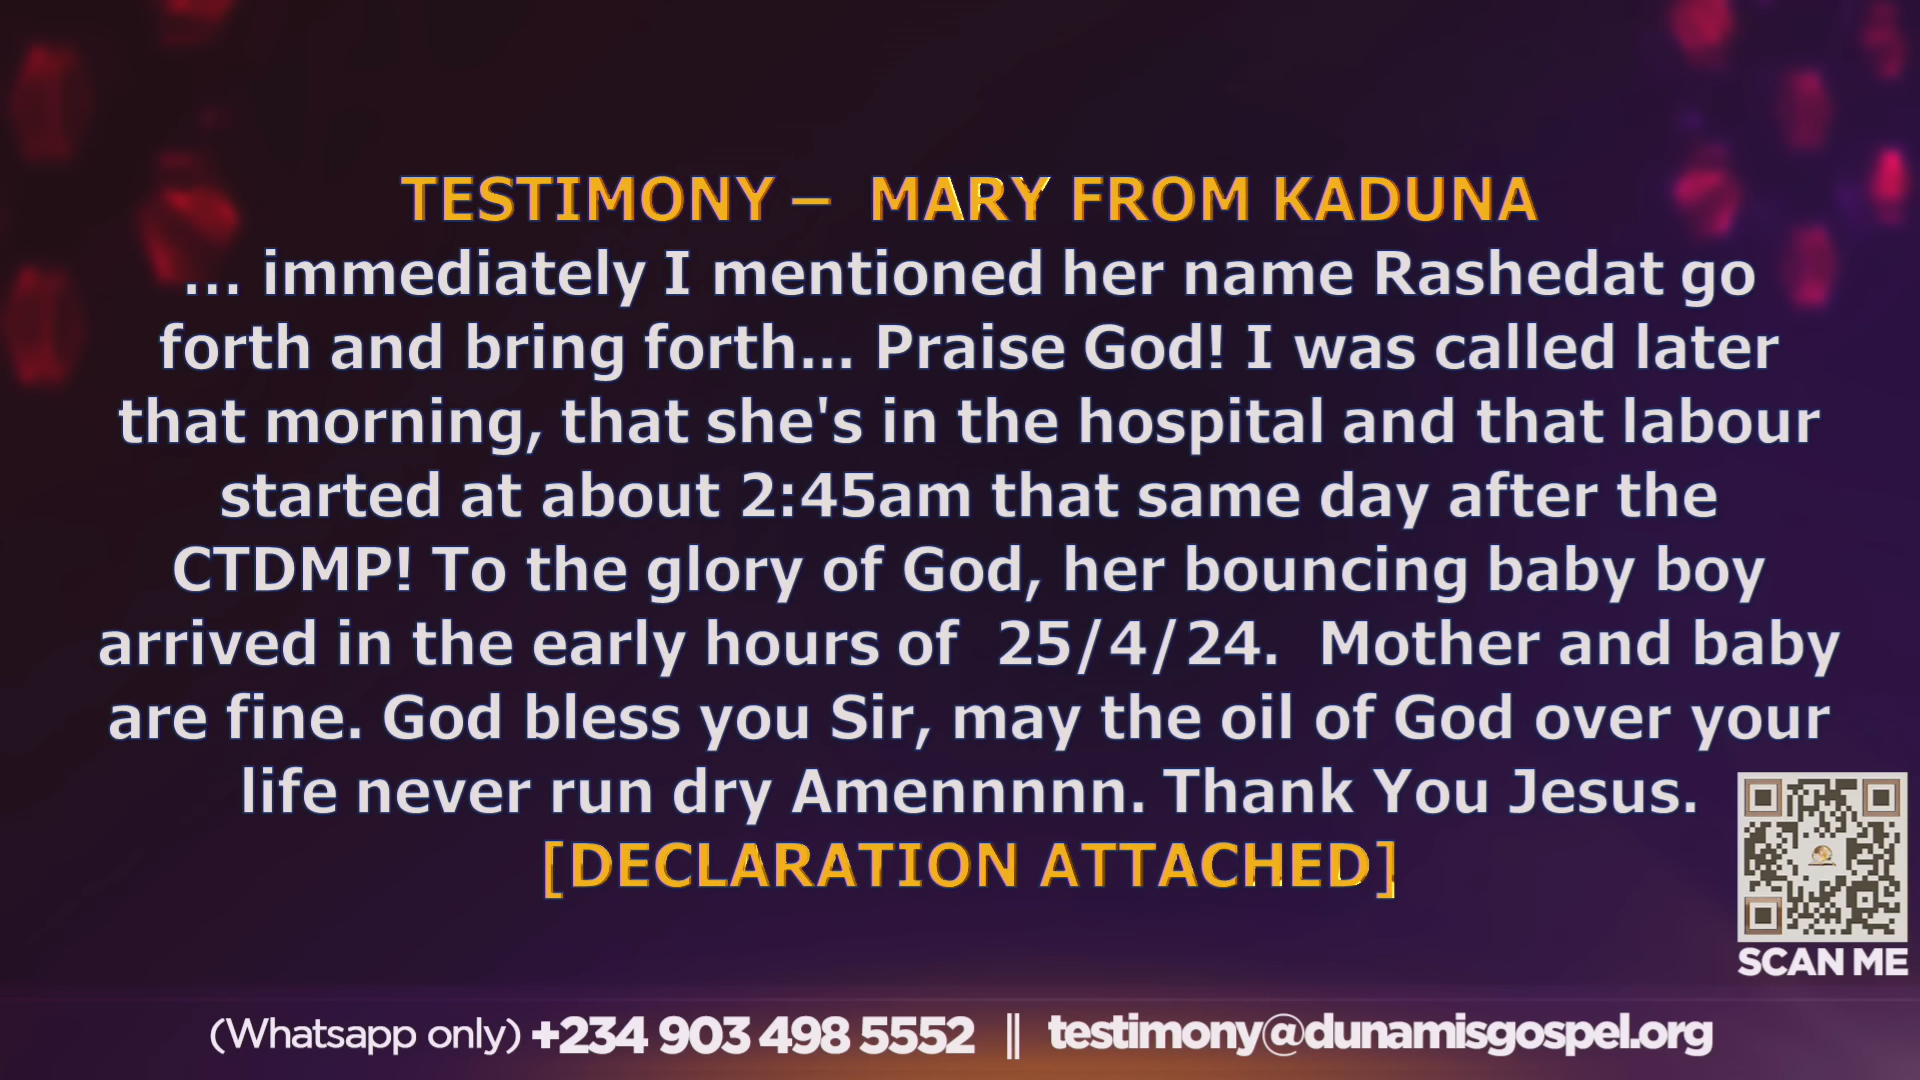 TESTIMONY – MARY FROM KADUNA
... immediately I mentioned her name Rashedat go
forth and bring forth... Praise God! I was called later
that morning, that she's in the hospital and that labour
started at about 2:45am that same day after the
CTDMP! To the glory of God, her bouncing baby boy
arrived in the early hours of 25/4/24. Mother and baby
are fine. God bless you Sir, may the oil of God over your
life never run dry Amennnnn. Thank You Jesus.
[DECLARATION ATTACHED]
SCAN ME
(Whatsapp only) +234 903 498 5552 || testimony@dunamisgospel.org